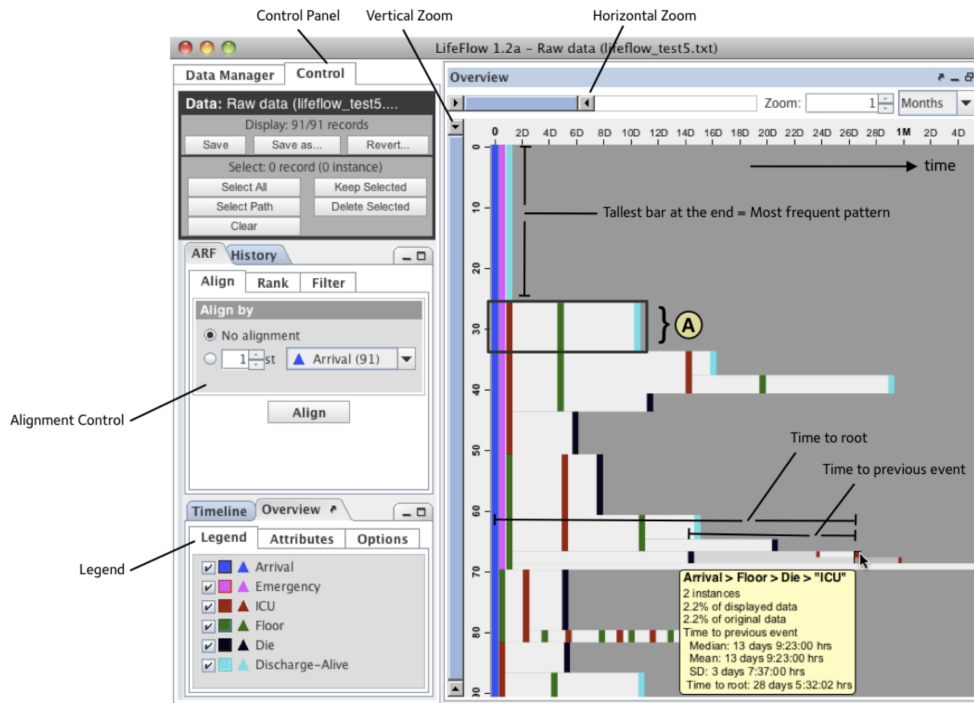 Control Panel
Vertical Zoom
Horizontal Zoom
LifeFlow 1.2a – Raw data (lifeflow_test5.txt)
Data Manager
Control
Overview
Data: Raw data (lifeflow_test5....
Zoom: 1 Months
Display: 91/91 records
Save Save as... Revert...
0 2D 4D 6D 8D 10D 12D 14D 16D 18D 20D 22D 24D 26D 28D 1M 2D 4D
Select: 0 record (0 instance)
Select All Keep Selected
Select Path Delete Selected
Clear
time
Tallest bar at the end = Most frequent pattern
ARF History
Align Rank Filter
Align by
No alignment
1 st Arrival (91)
Align
Alignment Control
A
0
10
20
30
40
50
60
70
80
90
Time to root
Time to previous event
Timeline Overview
Legend Attributes Options
Legend
Arrival
Emergency
ICU
Floor
Die
Discharge-Alive
Arrival > Floor > Die > "ICU"
2 instances
2.2% of displayed data
2.2% of original data
Time to previous event
Median: 13 days 9:23:00 hrs
Mean: 13 days 9:23:00 hrs
SD: 3 days 7:37:00 hrs
Time to root: 28 days 5:32:02 hrs